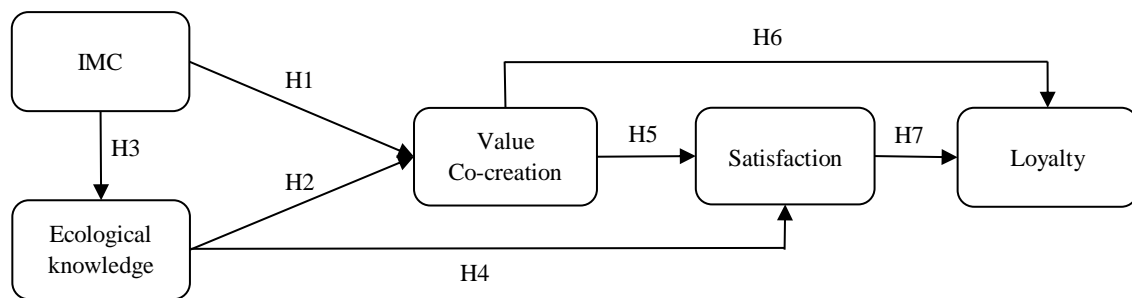 H6
IMC
H1
H3
Value
Co-creation
H5
Satisfaction
H7
Loyalty
H2
Ecological
knowledge
H4